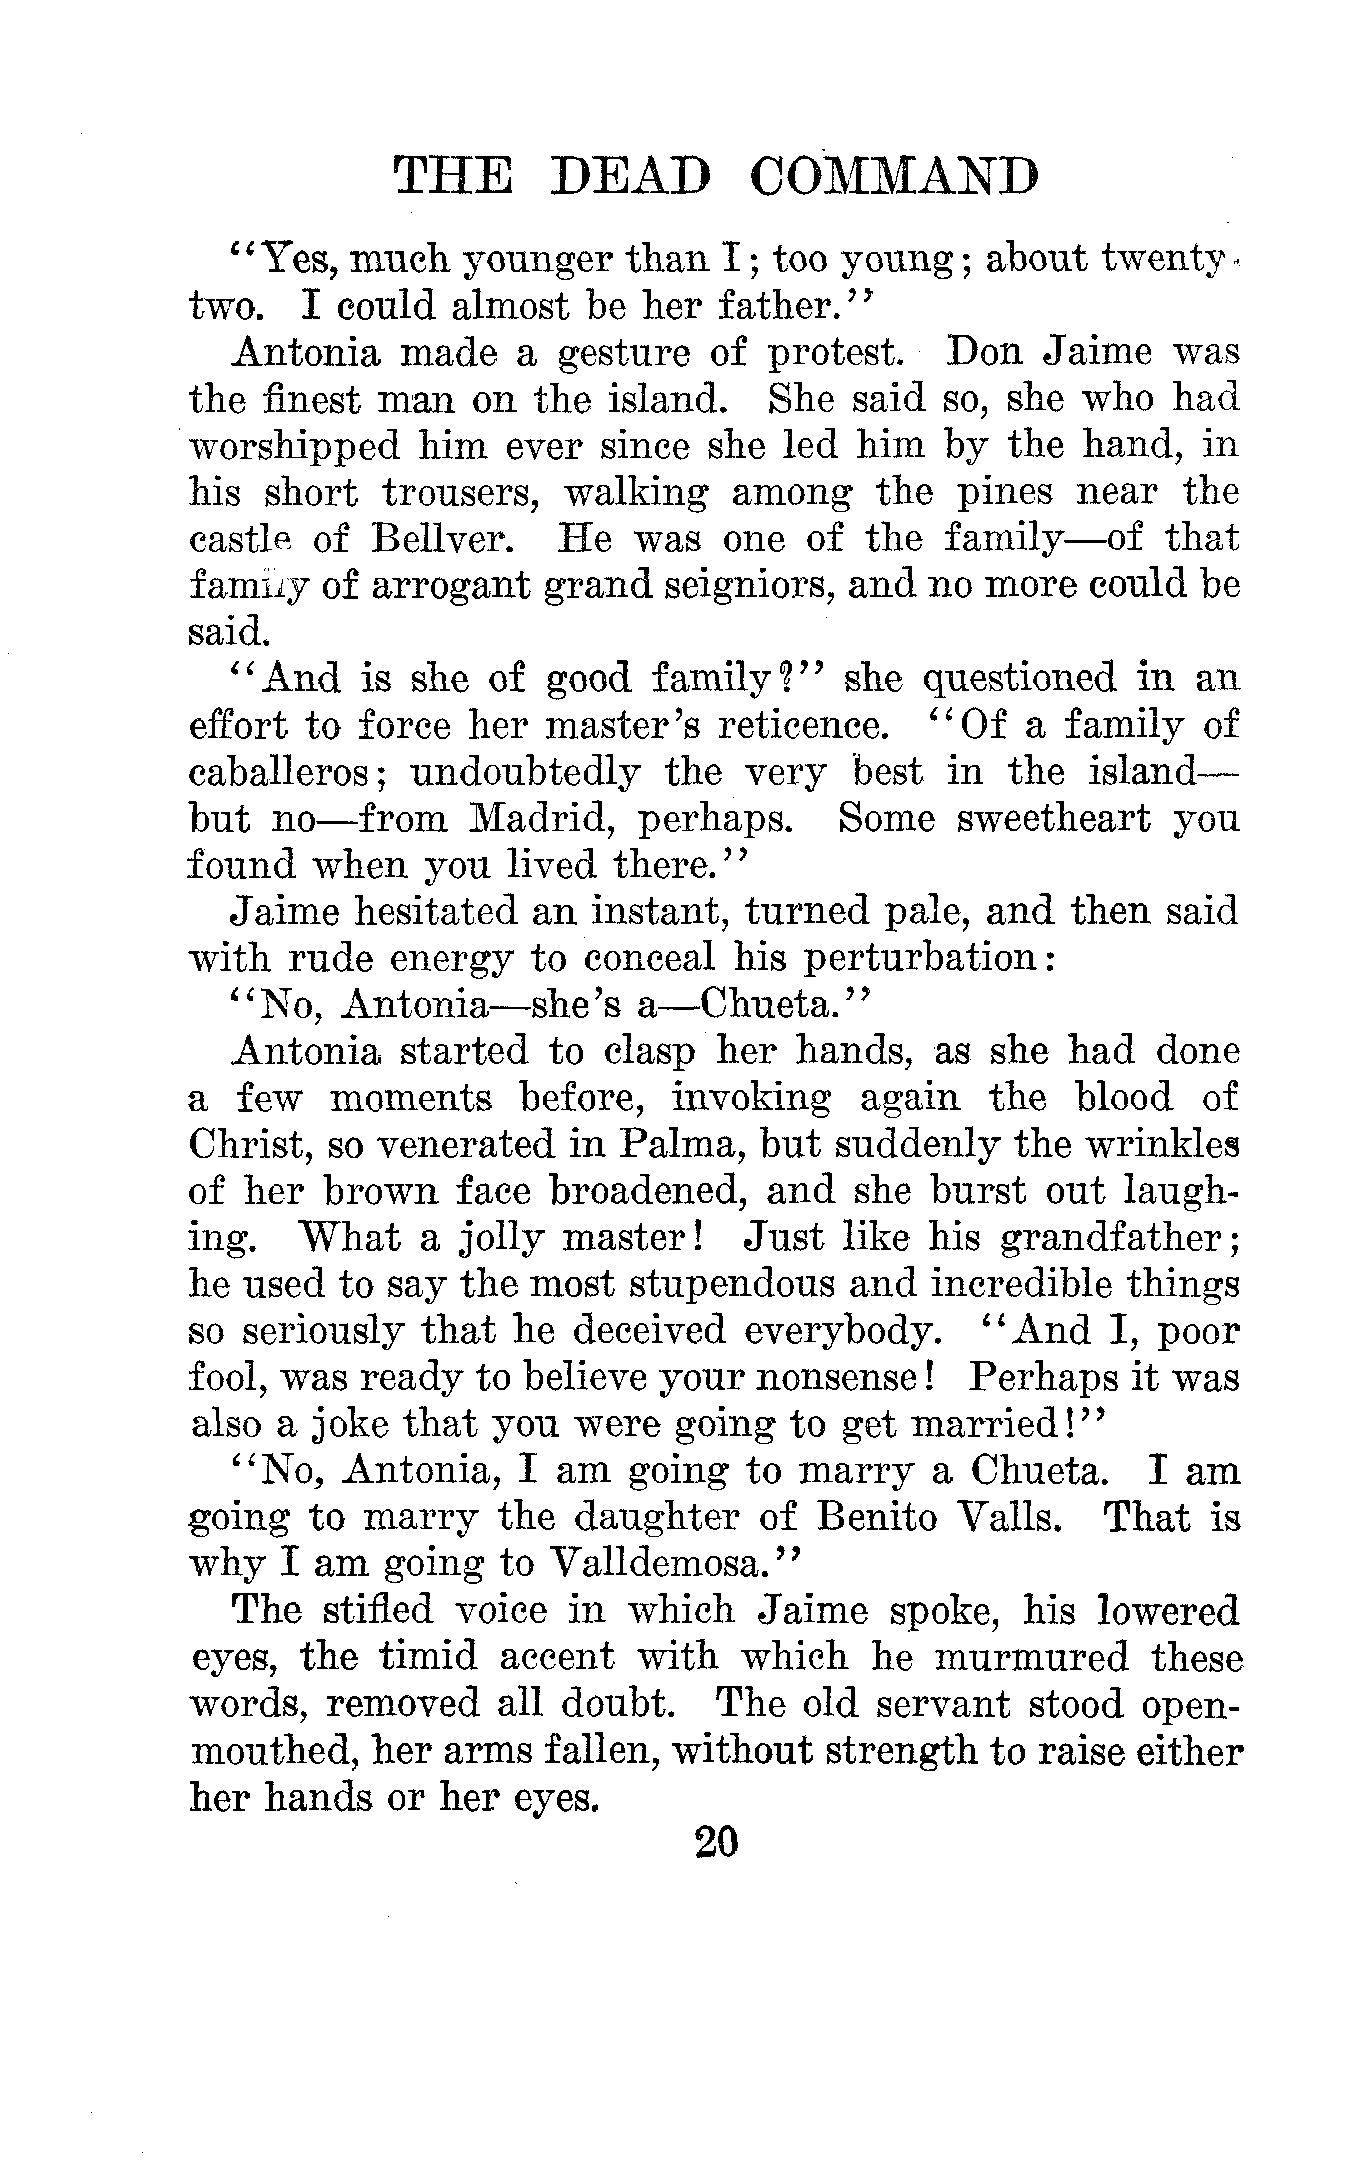 THE DEAD COMMAND
"Yes, much younger than I; too young; about twenty-
two. I could almost be her father."
Antonia made a gesture of protest. Don Jaime was
the finest man on the island. She said so, she who had
worshipped him ever since she led him by the hand, in
his short trousers, walking among the pines near the
castle of Bellver. He was one of the family—of that
family of arrogant grand seigniors, and no more could be
said.
"And is she of good family?" she questioned in an
effort to force her master's reticence. "Of a family of
caballeros; undoubtedly the very best in the island—
but no—from Madrid, perhaps. Some sweetheart you
found when you lived there."
Jaime hesitated an instant, turned pale, and then said
with rude energy to conceal his perturbation:
"No, Antonia—she's a—Chueta."
Antonia started to clasp her hands, as she had done
a few moments before, invoking again the blood of
Christ, so venerated in Palma, but suddenly the wrinkles
of her brown face broadened, and she burst out laugh-
ing. What a jolly master! Just like his grandfather;
he used to say the most stupendous and incredible things
so seriously that he deceived everybody. "And I, poor
fool, was ready to believe your nonsense! Perhaps it was
also a joke that you were going to get married!"
"No, Antonia, I am going to marry a Chueta. I am
going to marry the daughter of Benito Valls. That is
why I am going to Valldemosa."
The stifled voice in which Jaime spoke, his lowered
eyes, the timid accent with which he murmured these
words, removed all doubt. The old servant stood open-
mouthed, her arms fallen, without strength to raise either
her hands or her eyes.
20